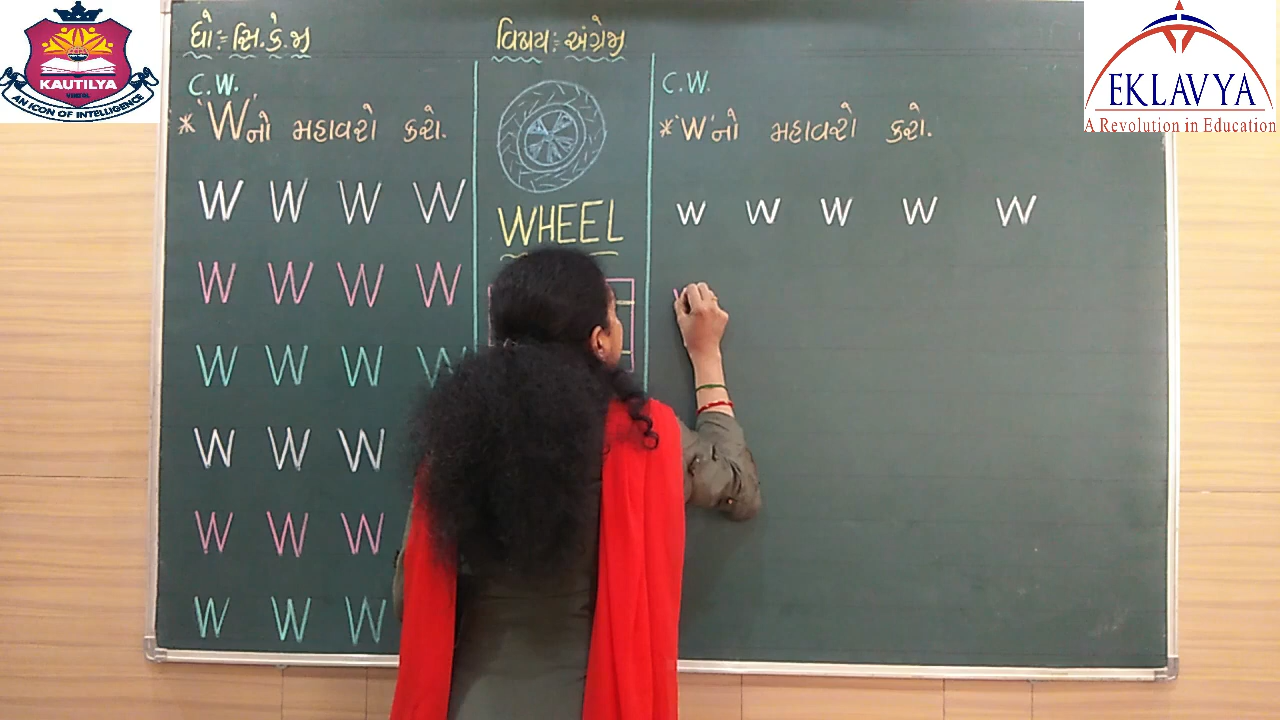 KAUTILYA
AN ICON OF INTELLIGENCE
ધો:- સિ.કે.જી
વિષય:- અંગ્રેજી
EKLAVYA
A Revolution in Education
C.W.
* 'W'નો મહાવરો કરો.
W W W W
W W W W
W W W W
W W W
W W W
W W W
WHEEL
C.W.
* 'w'નો મહાવરો કરો.
w w w w w